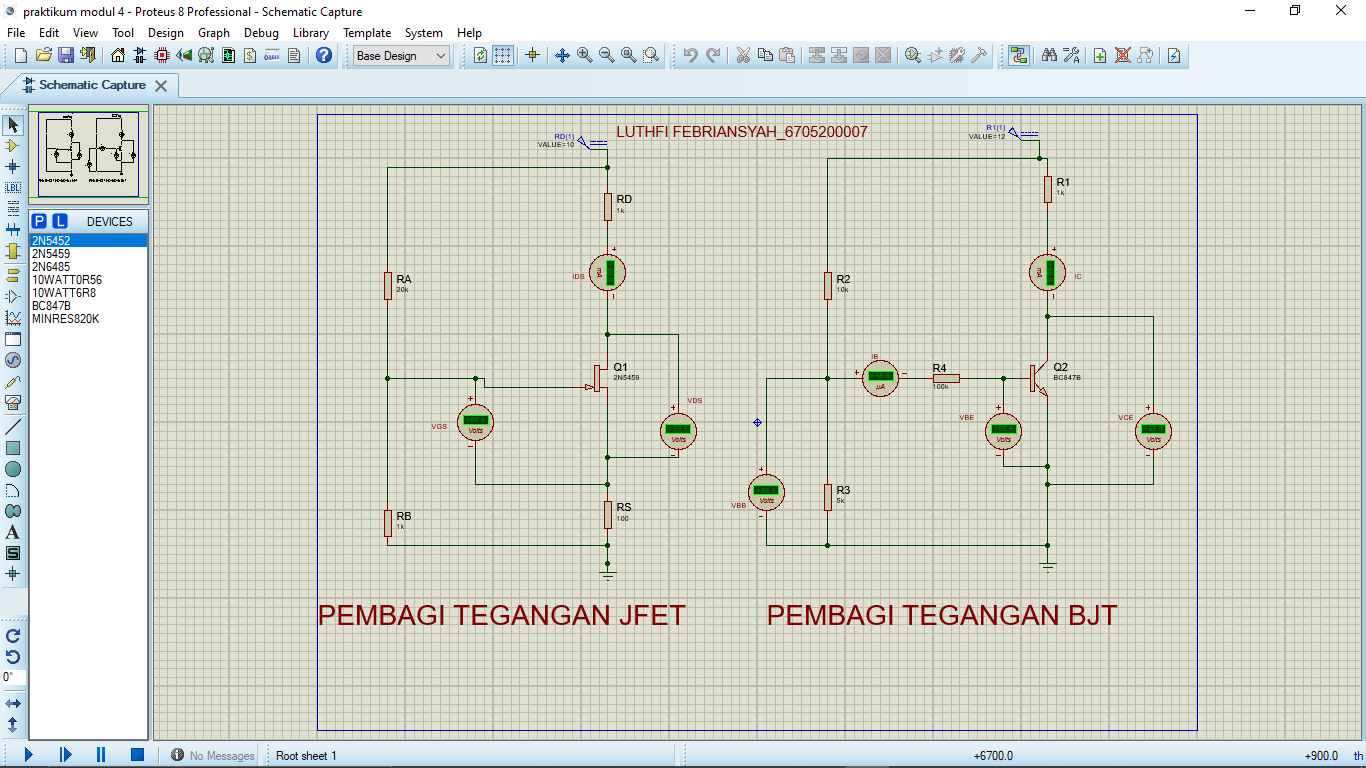 praktikum modul 4 - Proteus 8 Professional - Schematic Capture
File Edit View Tool Design Graph Debug Library Template System Help
Base Design
Schematic Capture
P L DEVICES
2N5452
2N5459
2N6485
10WATT0R56
10WATT6R8
BC847B
MINRES820K
LBL
A
S
0°
LUTHFI FEBRIANSYAH_6705200007
RD(1)
VALUE=10
RD
1k
IDS
mA
RA
20k
Q1
2N5459
VGS
Volts
VDS
Volts
RB
1k
RS
100
PEMBAGI TEGANGAN JFET
R1(1)
VALUE=12
R1
1k
R2
10k
mA
IC
IB
µA
R4
100k
Q2
BC847B
VBE
Volts
VCE
Volts
VBB
Volts
R3
5k
PEMBAGI TEGANGAN BJT
No Messages
Root sheet 1
+6700.0
+900.0
th